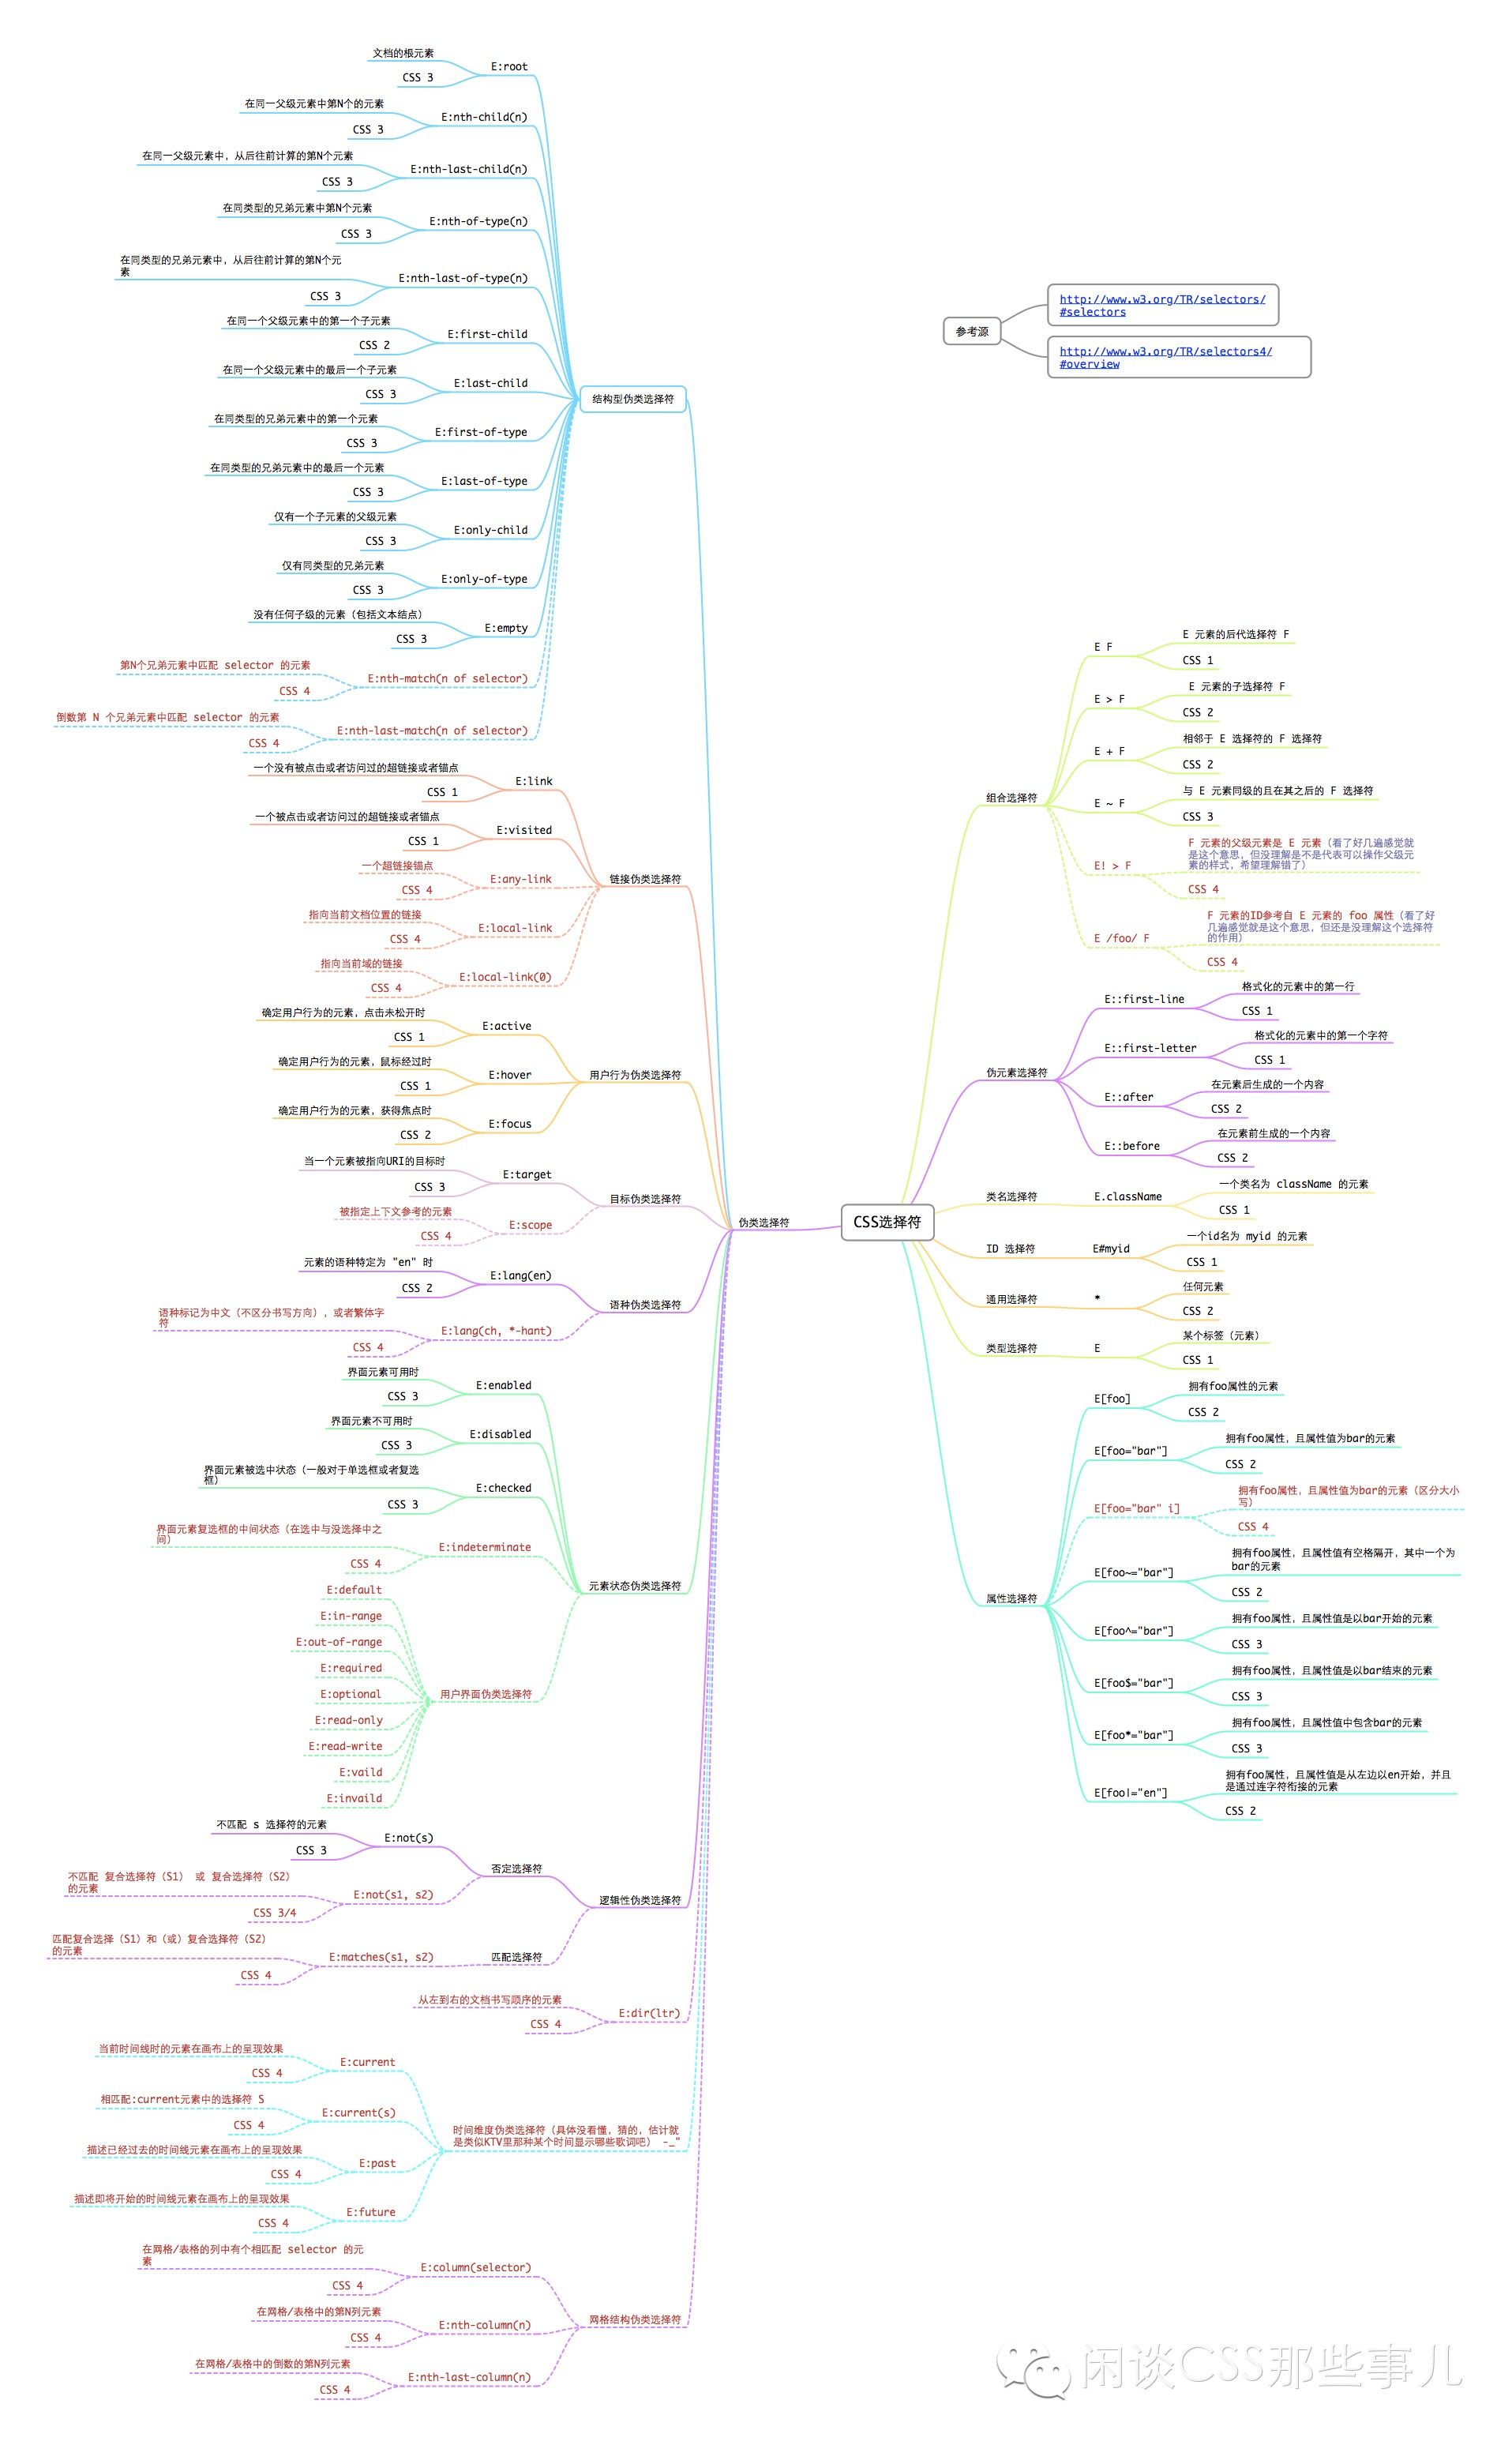 文档的根元素
CSS 3
E:root
在同一父级元素中第N个的元素
CSS 3
E:nth-child(n)
在同一父级元素中，从后往前计算的第N个元素
CSS 3
E:nth-last-child(n)
在同类型的兄弟元素中第N个元素
CSS 3
E:nth-of-type(n)
在同类型的兄弟元素中，从后往前计算的第N个元
素
CSS 3
E:nth-last-of-type(n)
在同一个父级元素中的第一个子元素
CSS 2
E:first-child
在同一个父级元素中的最后一个子元素
CSS 3
E:last-child
在同类型的兄弟元素中的第一个元素
CSS 3
E:first-of-type
在同类型的兄弟元素中的最后一个元素
CSS 3
E:last-of-type
仅有一个子元素的父级元素
CSS 3
E:only-child
仅有同类型的兄弟元素
CSS 3
E:only-of-type
没有任何子级的元素（包括文本结点）
CSS 3
E:empty
第N个兄弟元素中匹配 selector 的元素
CSS 4
E:nth-match(n of selector)
倒数第 N 个兄弟元素中匹配 selector 的元素
CSS 4
E:nth-last-match(n of selector)
结构型伪类选择符
一个没有被点击或者访问过的超链接或者锚点
CSS 1
E:link
一个被点击或者访问过的超链接或者锚点
CSS 1
E:visited
一个超链接锚点
CSS 4
E:any-link
指向当前文档位置的链接
CSS 4
E:local-link
指向当前域的链接
CSS 4
E:local-link(0)
链接伪类选择符
确定用户行为的元素，点击未松开时
CSS 1
E:active
确定用户行为的元素，鼠标经过时
CSS 1
E:hover
确定用户行为的元素，获得焦点时
CSS 2
E:focus
用户行为伪类选择符
当一个元素被指向URI的目标时
CSS 3
E:target
被指定上下文参考的元素
CSS 4
E:scope
目标伪类选择符
元素的语种特定为 "en" 时
CSS 2
E:lang(en)
语种标记为中文（不区分书写方向），或者繁体字
符
CSS 4
E:lang(ch, *-hant)
语种伪类选择符
界面元素可用时
CSS 3
E:enabled
界面元素不可用时
CSS 3
E:disabled
界面元素被选中状态（一般对于单选框或者复选
框）
CSS 3
E:checked
界面元素复选框的中间状态（在选中与没选择中之
间）
CSS 4
E:indeterminate
E:default
E:in-range
E:out-of-range
E:required
E:optional
E:read-only
E:read-write
E:vaild
E:invaild
用户界面伪类选择符
元素状态伪类选择符
不匹配 s 选择符的元素
CSS 3
E:not(s)
不匹配 复合选择符（S1） 或 复合选择符（S2）
的元素
CSS 3/4
E:not(s1, s2)
否定选择符
匹配复合选择（S1）和（或）复合选择符（S2）
的元素
CSS 4
E:matches(s1, s2)
匹配选择符
逻辑性伪类选择符
从左到右的文档书写顺序的元素
CSS 4
E:dir(ltr)
当前时间线时的元素在画布上的呈现效果
CSS 4
E:current
相匹配:current元素中的选择符 S
CSS 4
E:current(s)
描述已经过去的时间线元素在画布上的呈现效果
CSS 4
E:past
描述即将开始的时间线元素在画布上的呈现效果
CSS 4
E:future
时间维度伪类选择符（具体没看懂，猜的，估计就
是类似KTV里那种某个时间显示哪些歌词吧） -_"
在网格/表格的列中有个相匹配 selector 的元
素
CSS 4
E:column(selector)
在网格/表格中的第N列元素
CSS 4
E:nth-column(n)
在网格/表格中的倒数的第N列元素
CSS 4
E:nth-last-column(n)
网格结构伪类选择符
伪类选择符
CSS选择符
参考源
http://www.w3.org/TR/selectors/
#selectors
http://www.w3.org/TR/selectors4/
#overview
组合选择符
E F
E 元素的后代选择符 F
CSS 1
E > F
E 元素的子选择符 F
CSS 2
E + F
相邻于 E 选择符的 F 选择符
CSS 2
E ~ F
与 E 元素同级的且在其之后的 F 选择符
CSS 3
E! > F
F 元素的父级元素是 E 元素（看了好几遍感觉就
是这个意思，但没理解是不是代表可以操作父级元
素的样式，希望理解错了）
CSS 4
E /foo/ F
F 元素的ID参考自 E 元素的 foo 属性（看了好
几遍感觉就是这个意思，但还是没理解这个选择符
的作用）
CSS 4
伪元素选择符
E::first-line
格式化的元素中的第一行
CSS 1
E::first-letter
格式化的元素中的第一个字符
CSS 1
E::after
在元素后生成的一个内容
CSS 2
E::before
在元素前生成的一个内容
CSS 2
类名选择符
E.className
一个类名为 className 的元素
CSS 1
ID 选择符
E#myid
一个id名为 myid 的元素
CSS 1
通用选择符
*
任何元素
CSS 2
类型选择符
E
某个标签（元素）
CSS 1
属性选择符
E[foo]
拥有foo属性的元素
CSS 2
E[foo="bar"]
拥有foo属性，且属性值为bar的元素
CSS 2
E[foo="bar" i]
拥有foo属性，且属性值为bar的元素（区分大小
写）
CSS 4
E[foo~="bar"]
拥有foo属性，且属性值有空格隔开，其中一个为
bar的元素
CSS 2
E[foo^="bar"]
拥有foo属性，且属性值是以bar开始的元素
CSS 3
E[foo$="bar"]
拥有foo属性，且属性值是以bar结束的元素
CSS 3
E[foo*="bar"]
拥有foo属性，且属性值中包含bar的元素
CSS 3
E[foo|="en"]
拥有foo属性，且属性值是从左边以en开始，并且
是通过连字符衔接的元素
CSS 2
闲谈CSS那些事儿